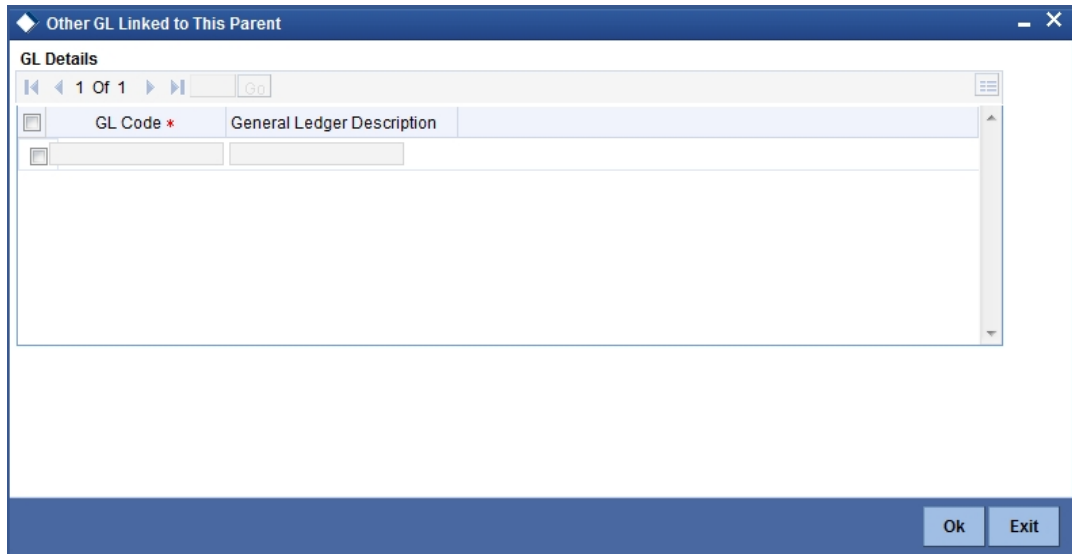 Other GL Linked to This Parent
GL Details
1 Of 1 Go
GL Code * General Ledger Description
Ok Exit